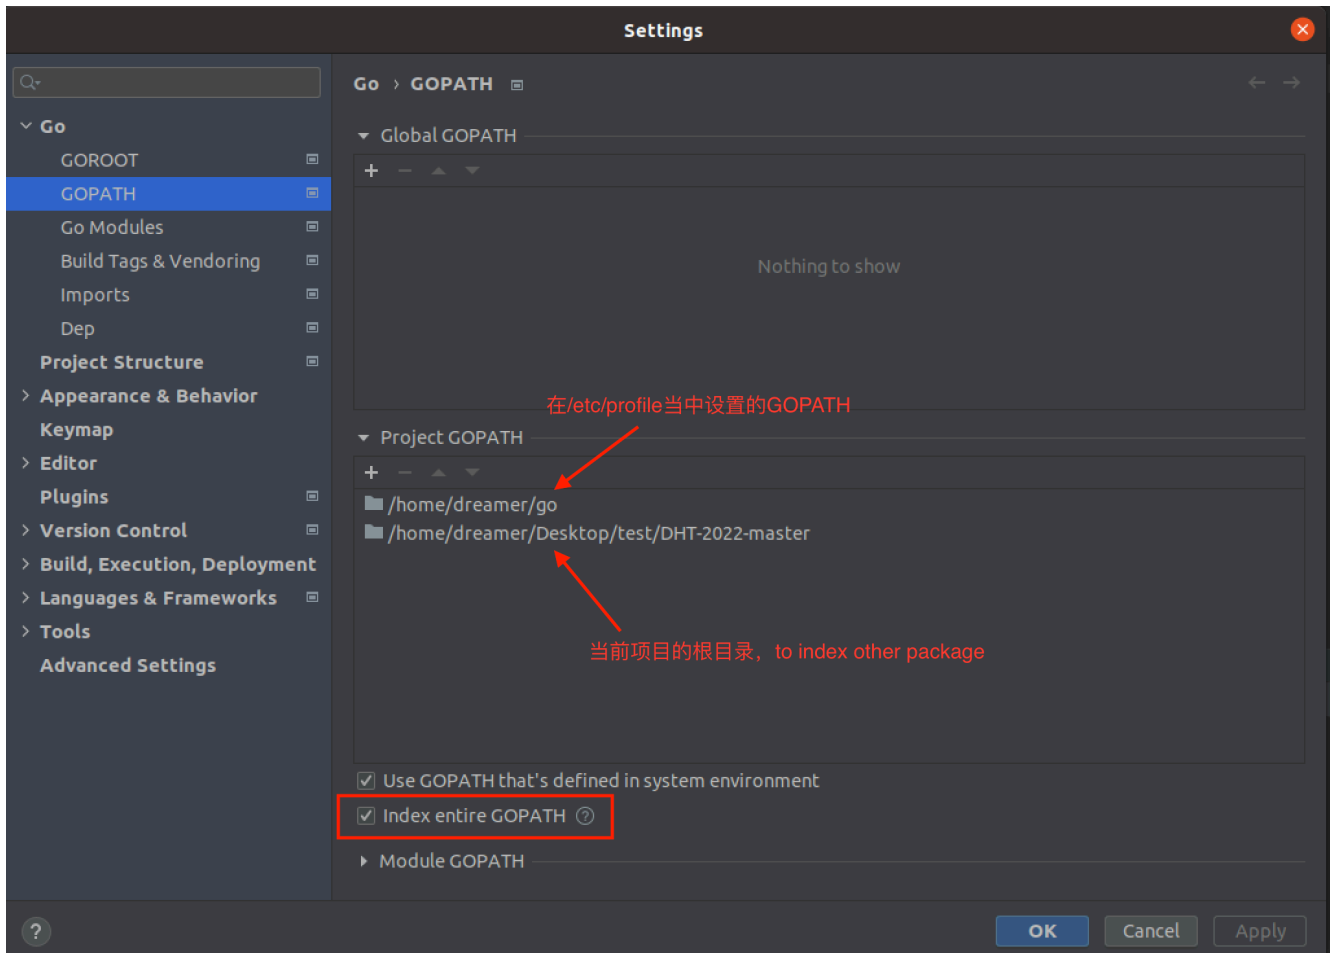 Settings
Go › GOPATH
Go
GOROOT
GOPATH
Go Modules
Build Tags & Vendoring
Imports
Dep
Project Structure
Appearance & Behavior
Keymap
Editor
Plugins
Version Control
Build, Execution, Deployment
Languages & Frameworks
Tools
Advanced Settings
Global GOPATH
Nothing to show
在/etc/profile当中设置的GOPATH
Project GOPATH
/home/dreamer/go
/home/dreamer/Desktop/test/DHT-2022-master
当前项目的根目录，to index other package
Use GOPATH that's defined in system environment
Index entire GOPATH ?
Module GOPATH
?
OK
Cancel
Apply